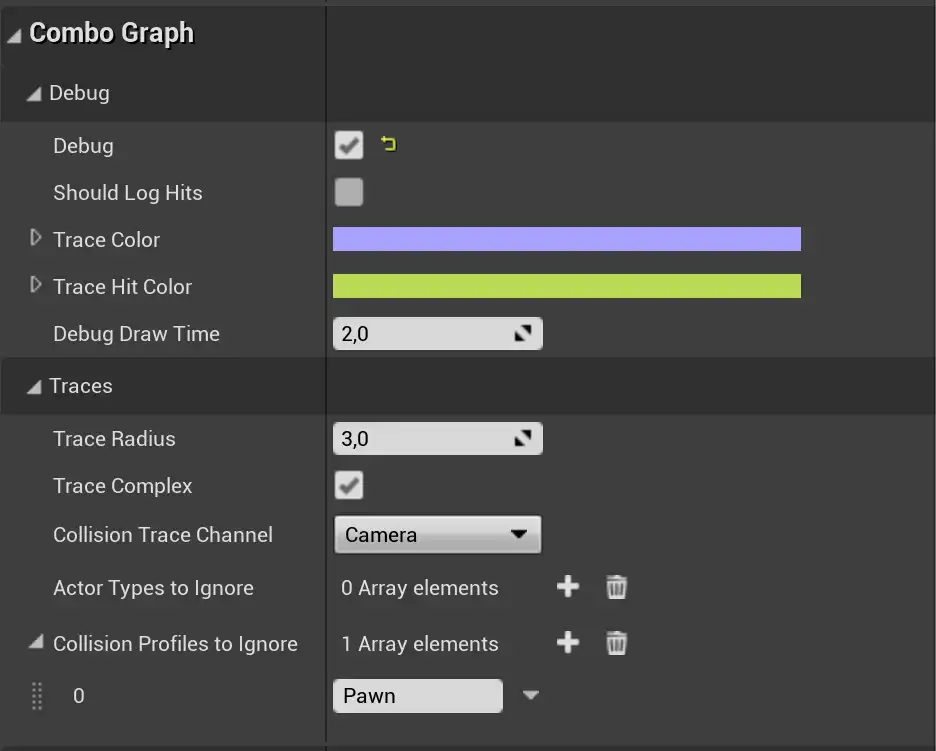 Combo Graph
Debug
Debug
Should Log Hits
Trace Color
Trace Hit Color
Debug Draw Time 2,0
Traces
Trace Radius 3,0
Trace Complex
Collision Trace Channel Camera
Actor Types to Ignore 0 Array elements
Collision Profiles to Ignore 1 Array elements
0 Pawn